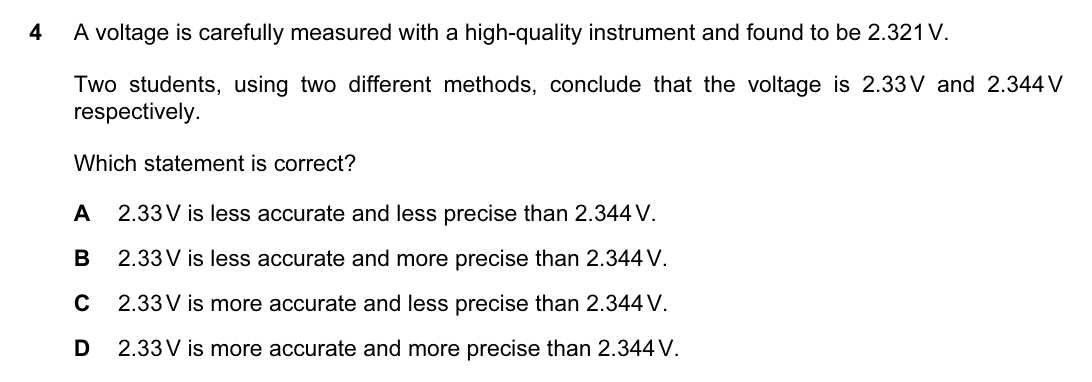 4 A voltage is carefully measured with a high-quality instrument and found to be 2.321 V.
Two students, using two different methods, conclude that the voltage is 2.33 V and 2.344 V
respectively.
Which statement is correct?
A 2.33 V is less accurate and less precise than 2.344 V.
B 2.33 V is less accurate and more precise than 2.344 V.
C 2.33 V is more accurate and less precise than 2.344 V.
D 2.33 V is more accurate and more precise than 2.344 V.